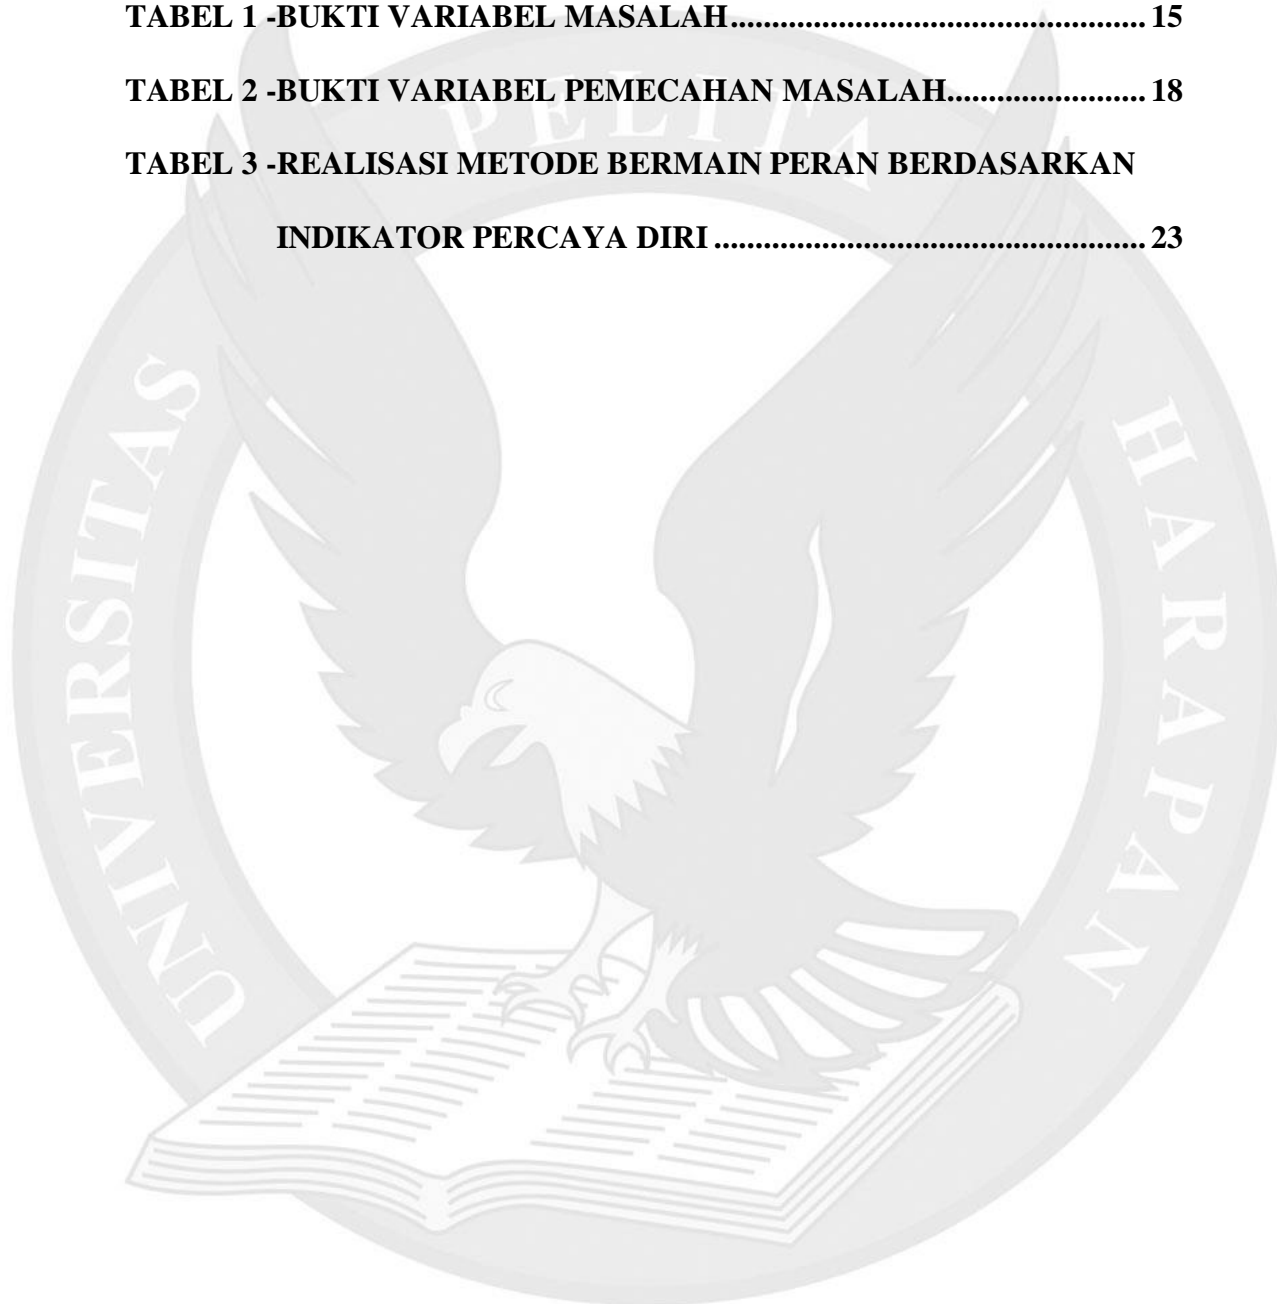 TABEL 1 -BUKTI VARIABEL MASALAH.................................................. 15
TABEL 2 -BUKTI VARIABEL PEMECAHAN MASALAH........................ 18
TABEL 3 -REALISASI METODE BERMAIN PERAN BERDASARKAN
INDIKATOR PERCAYA DIRI .................................................... 23
UNIVERSITAS PELITA HARAPAN